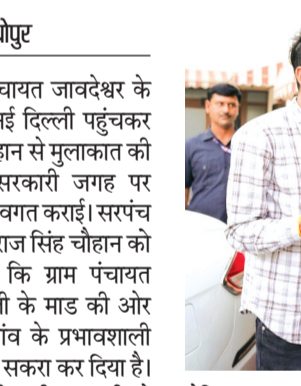 योपुर
चायत जावदेश्वर के
ई दिल्ली पहुंचकर
हान से मुलाकात की
सरकारी जगह पर
वगत कराई। सरपंच
राज सिंह चौहान को
कि ग्राम पंचायत
ी के माड की ओर
गांव के प्रभावशाली
सकरा कर दिया है।